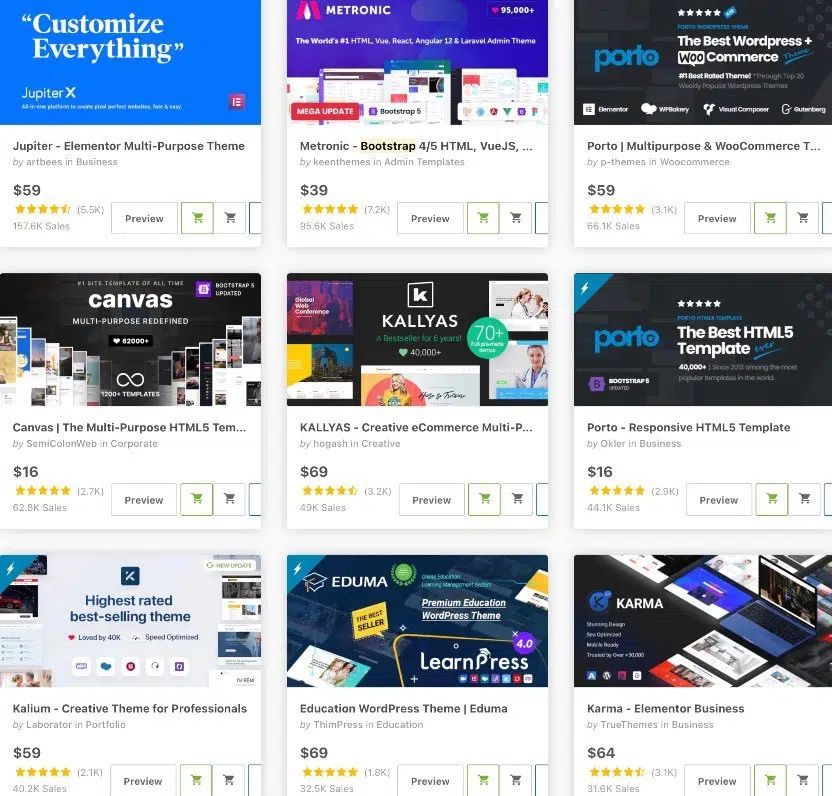 “Customize
Everything”
Jupiter X
All-in-one platform to create pixel perfect websites, fast & easy.
Jupiter - Elementor Multi-Purpose Theme
by artbees in Business
$59
(5.5K)
157.6K Sales
Preview
METRONIC
95,000+
The World's #1 HTML, Vue, React, Angular 12 & Laravel Admin Theme
MEGA UPDATE
Bootstrap 5
Metronic - Bootstrap 4/5 HTML, VueJS, ...
by keenthemes in Admin Templates
$39
(7.2K)
95.6K Sales
Preview
PORTO WORDPRESS THEME
porto
The Best Wordpress +
Woo Commerce Theme
#1 Best Rated Theme! "Through Top 20
Weekly Popular Wordpress Themes
Elementor
WPBakery
Visual Composer
Gutenberg
Porto | Multipurpose & WooCommerce T...
by p-themes in Woocommerce
$59
(3.1K)
66.1K Sales
Preview
#1 SITE TEMPLATE OF ALL TIME
canvas
MULTI-PURPOSE REDEFINED
62000+
1200+ TEMPLATES
BOOTSTRAP 5
UPDATED
Canvas | The Multi-Purpose HTML5 Tem...
by SemiColonWeb in Corporate
$16
(2.7K)
62.8K Sales
Preview
Global
Web
Conference
k
KALLYAS
A Bestseller for 6 years!
40,000+
70+
Full pre-made
demos
KALLYAS - Creative eCommerce Multi-P...
by hogash in Creative
$69
(3.2K)
49K Sales
Preview
PORTO HTML5 TEMPLATE
porto
The Best HTML5
Template ever
40,000+ | Since 2013 among the most
popular templates in the world.
BOOTSTRAP 5
UPDATED
Porto - Responsive HTML5 Template
by Okler in Business
$16
(2.9K)
44.1K Sales
Preview
NEW UPDATE
Highest rated
best-selling theme
Loved by 40K
Speed Optimized
Kalium - Creative Theme for Professionals
by Laborator in Portfolio
$59
(2.1K)
40.2K Sales
Preview
EDUMA
Online Education
Learning Management System
Premium Education
WordPress Theme
THE BEST
SELLER
LearnPress
4.0
Education WordPress Theme | Eduma
by ThimPress in Education
$69
(1.8K)
32.5K Sales
Preview
KARMA
Stunning Design
Seo Optimized
Mobile Ready
Trusted by Over +30,000
Karma - Elementor Business
by TrueThemes in Business
$64
(3.1K)
31.6K Sales
Preview